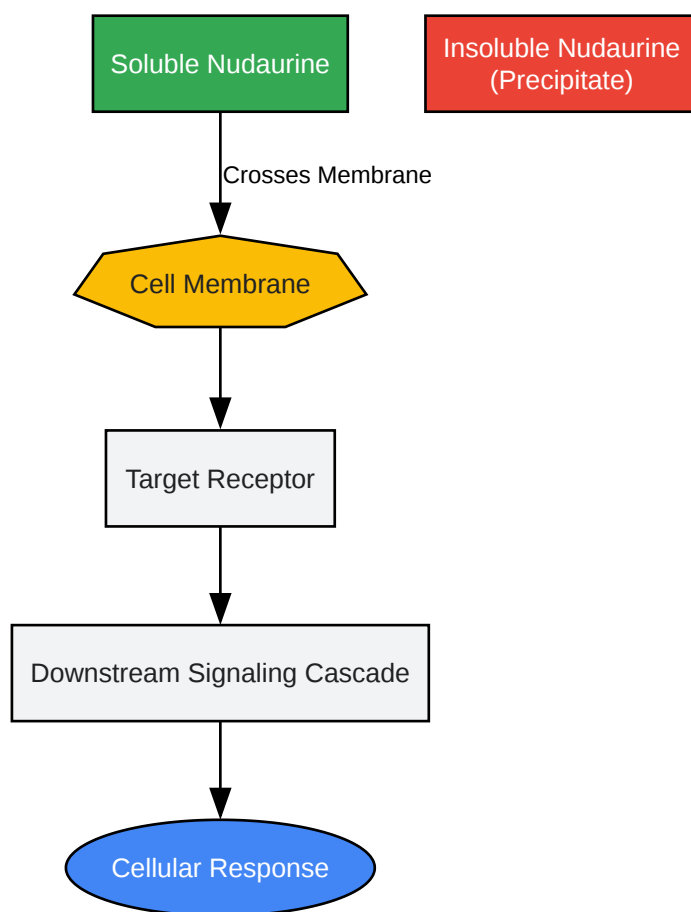 Soluble Nudaurine
Insoluble Nudaurine
(Precipitate)
Crosses Membrane
Cell Membrane
Target Receptor
Downstream Signaling Cascade
Cellular Response